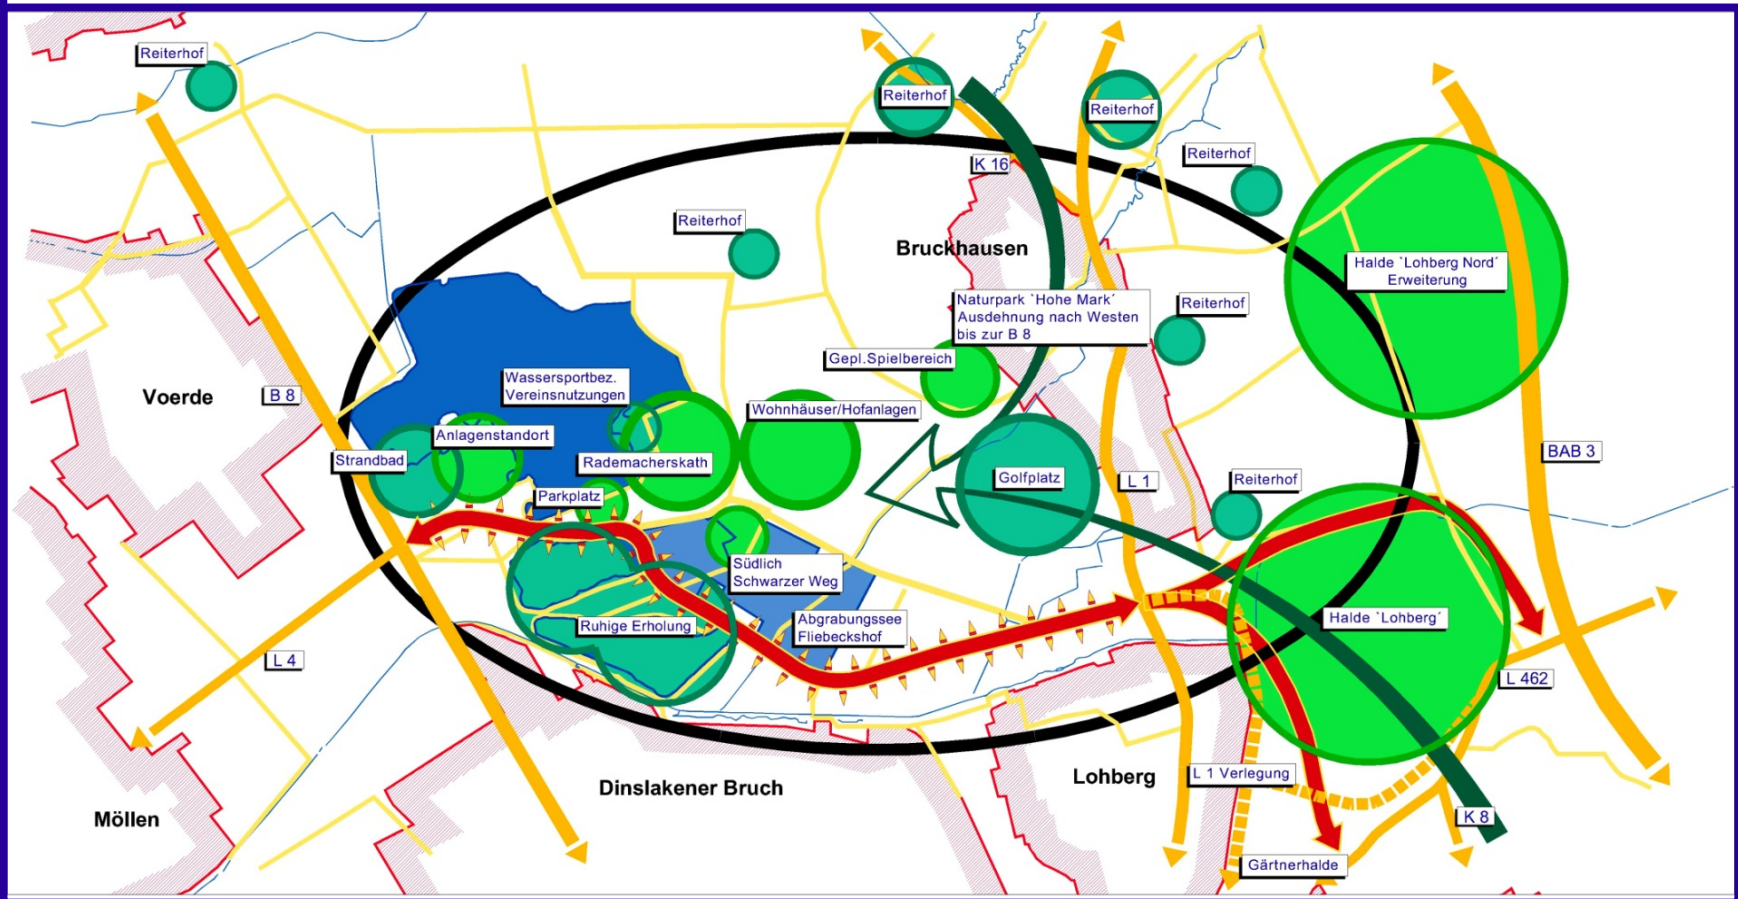 Reiterhof
Reiterhof
Reiterhof
K 16
Reiterhof
Reiterhof
Bruckhausen
Halde `Lohberg Nord´
Erweiterung
Naturpark `Hohe Mark´
Ausdehnung nach Westen
bis zur B 8
Reiterhof
Gepl.Spielbereich
Wassersportbez.
Vereinsnutzungen
Voerde
B 8
Wohnhäuser/Hofanlagen
Anlagenstandort
Strandbad
Rademacherskath
BAB 3
Golfplatz
L 1
Reiterhof
Parkplatz
Südlich
Schwarzer Weg
Ruhige Erholung
Abgrabungssee
Fliebeckshof
Halde `Lohberg´
L 4
L 462
Dinslakener Bruch
Lohberg
L 1 Verlegung
Möllen
K 8
Gärtnerhalde